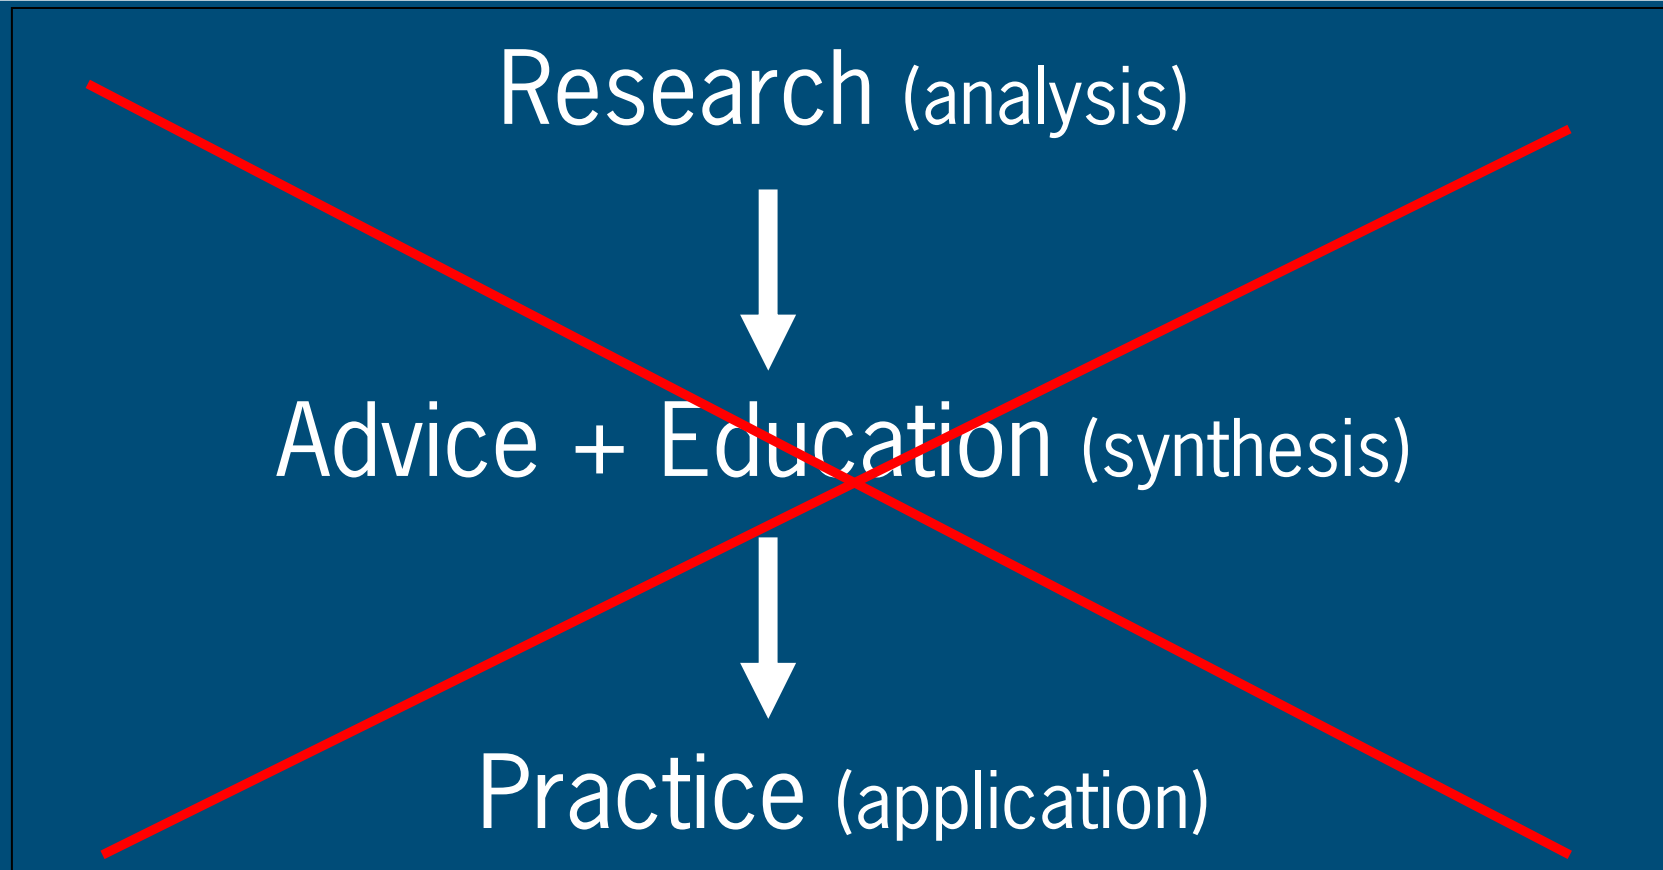 Research (analysis)
Advice + Education (synthesis)
Practice (application)